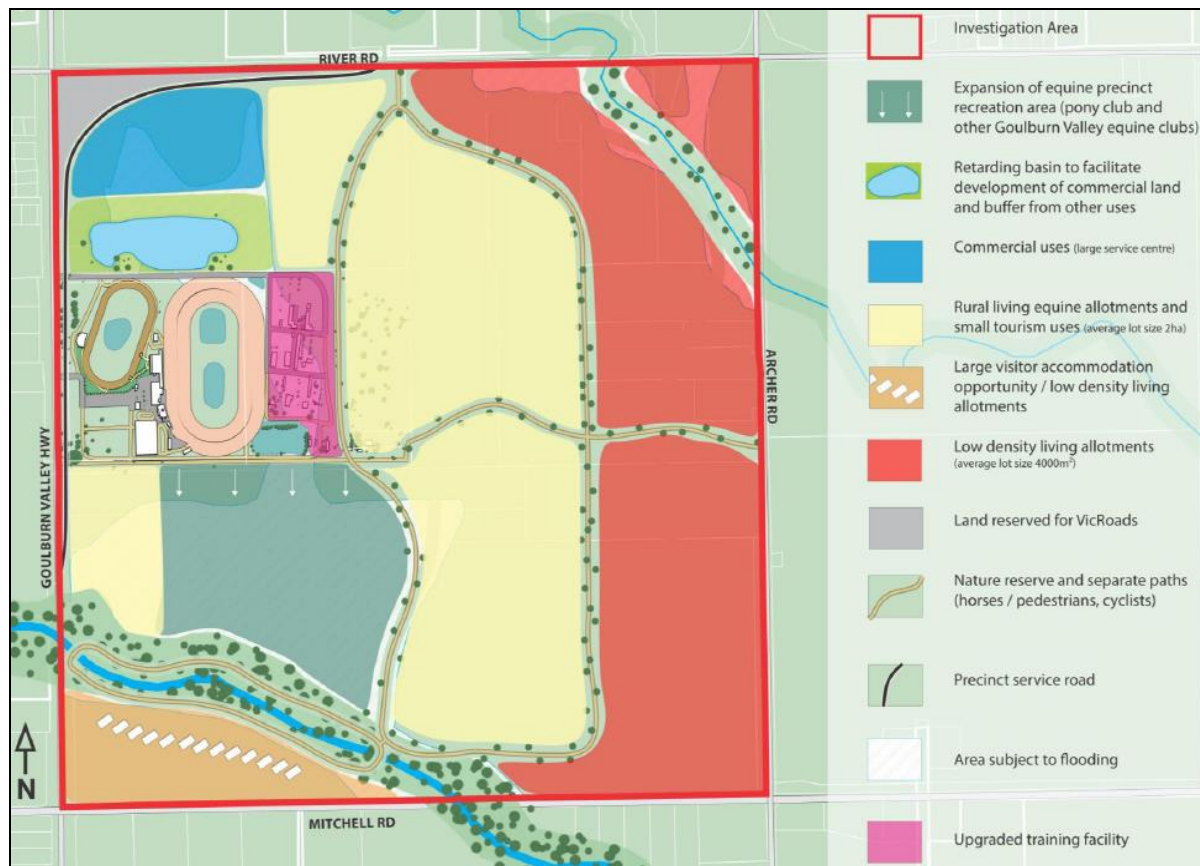 RIVER RD
GOULBURN VALLEY HWY
ARCHER RD
MITCHELL RD
N
Investigation Area
Expansion of equine precinct
recreation area (pony club and
other Goulburn Valley equine clubs)
Retarding basin to facilitate
development of commercial land
and buffer from other uses
Commercial uses (large service centre)
Rural living equine allotments and
small tourism uses (average lot size 2ha)
Large visitor accommodation
opportunity / low density living
allotments
Low density living allotments
(average lot size 4000m²)
Land reserved for VicRoads
Nature reserve and separate paths
(horses / pedestrians, cyclists)
Precinct service road
Area subject to flooding
Upgraded training facility